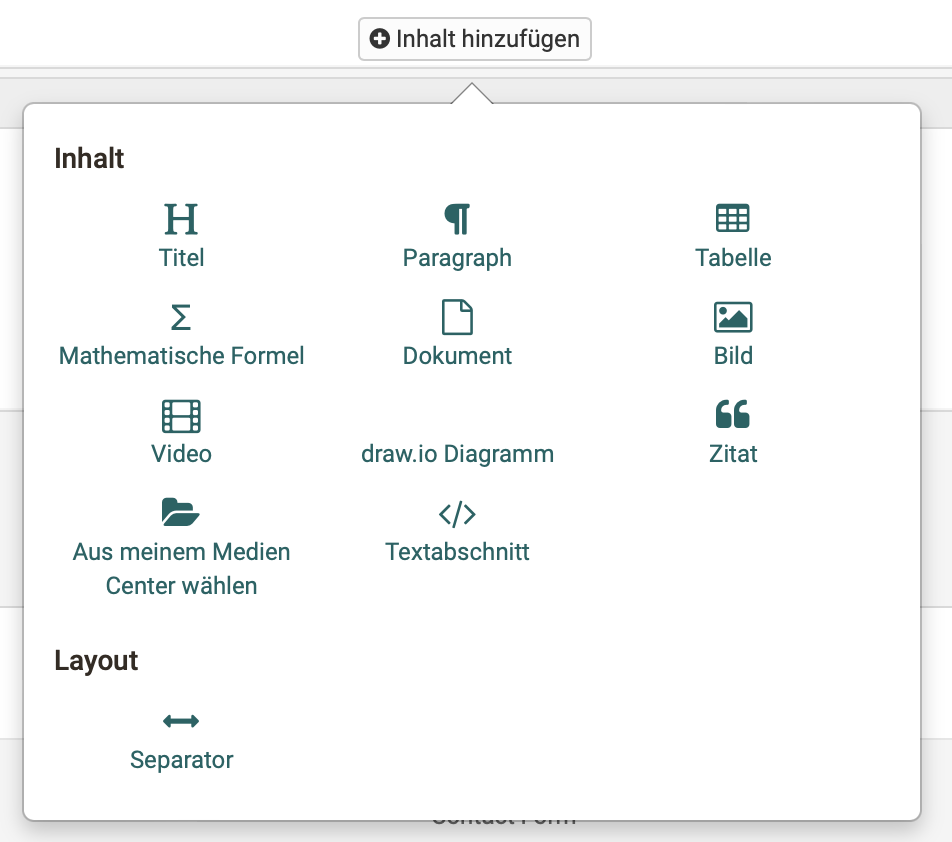 Inhalt hinzufügen
Inhalt
Titel
Paragraph
Tabelle
Mathematische Formel
Dokument
Bild
Video
draw.io Diagramm
Zitat
Aus meinem Medien
Center wählen
Textabschnitt
Layout
Separator
Contact Form